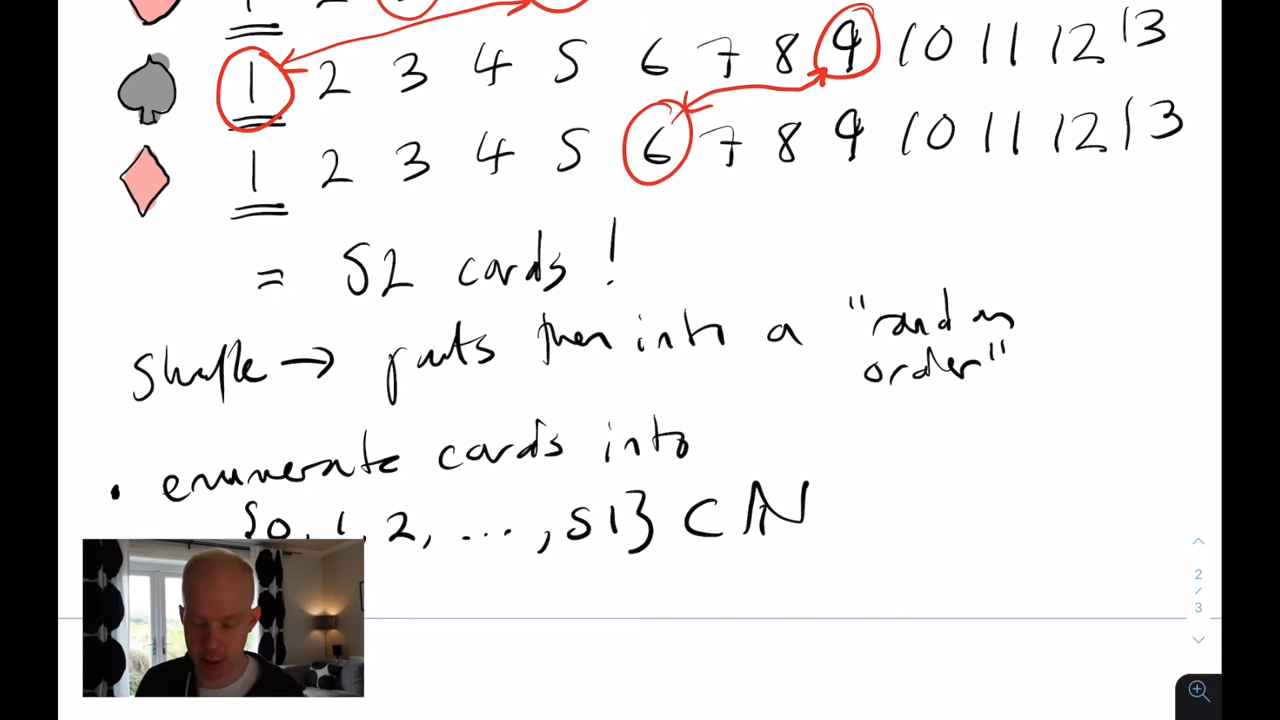 1 2
1 2 3 4 5 6 7 8 9 10 11 12 13
1 2 3 4 5 6 7 8 9 10 11 12 13
= 52 cards !
Shuffle → puts them into a "random
order"
• enumerate cards into
{0, 1, 2, ..., 51} ⊂ ℕ
2
/
3